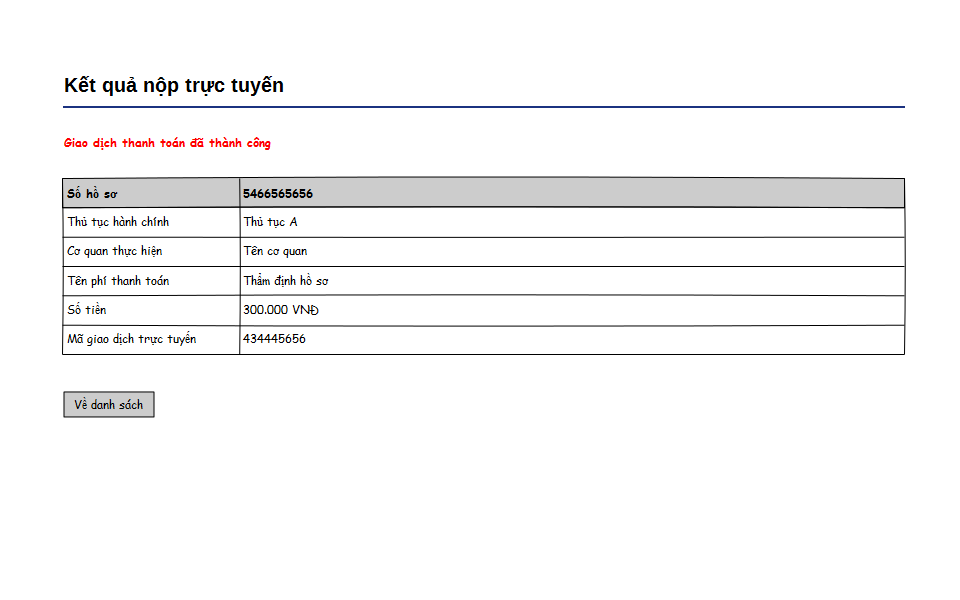 Kết quả nộp trực tuyến
Giao dịch thanh toán đã thành công
Số hồ sơ 5466565656
Thủ tục hành chính Thủ tục A
Cơ quan thực hiện Tên cơ quan
Tên phí thanh toán Thẩm định hồ sơ
Số tiền 300.000 VNĐ
Mã giao dịch trực tuyến 434445656
Về danh sách